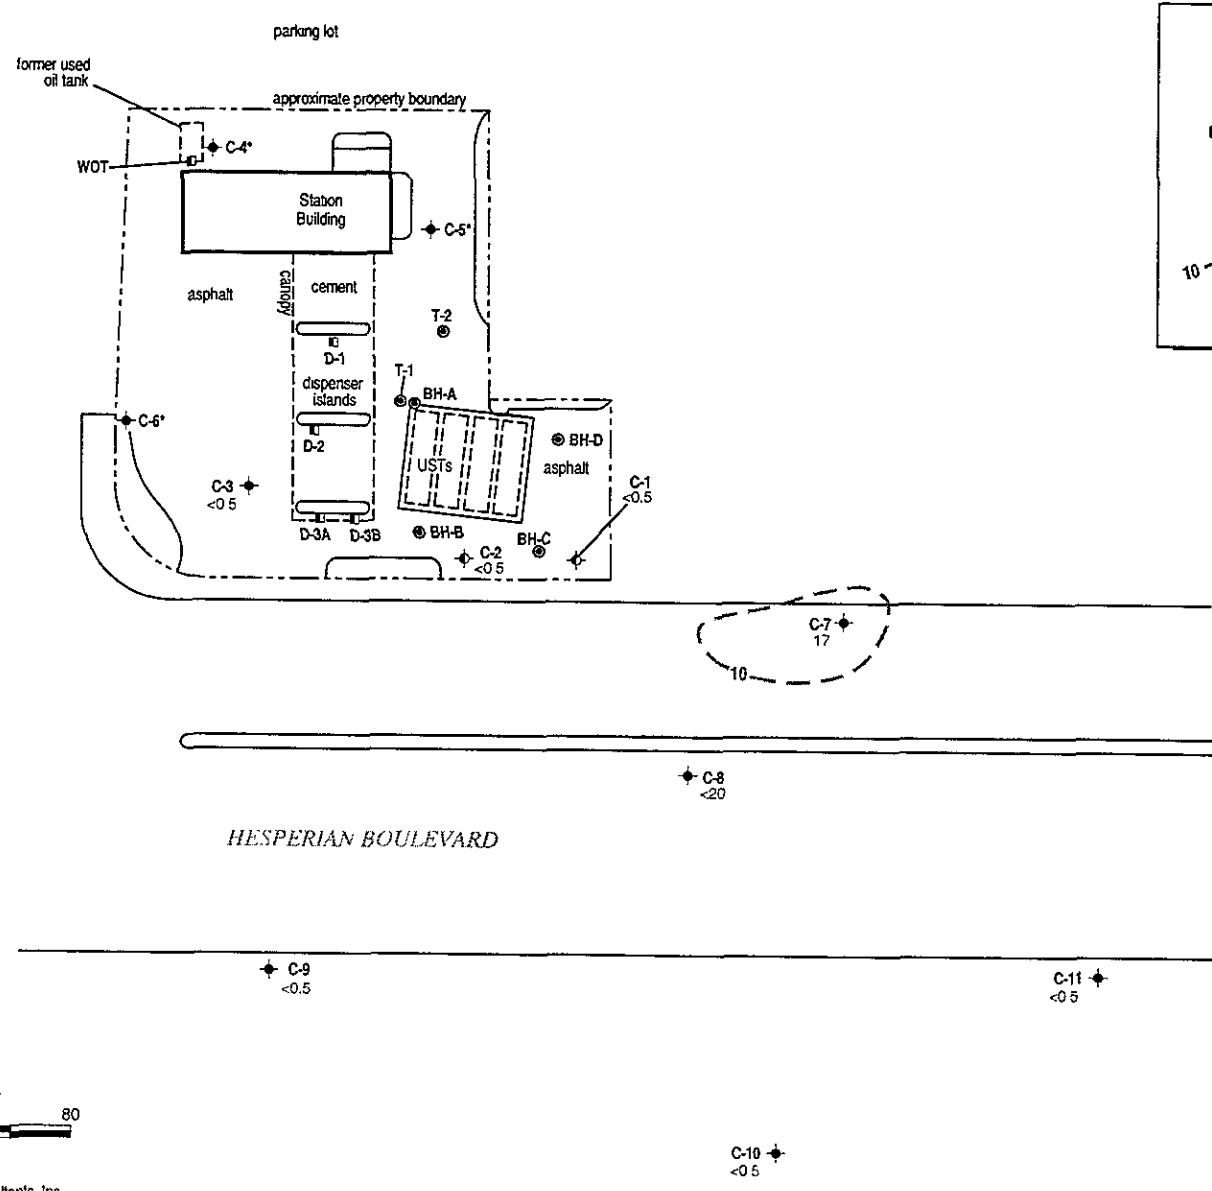 parking lot
former used
oil tank
approximate property boundary
C-4*
WOT
Station
Building
C-5*
10
asphalt
canopy
cement
T-2
D-1
T-1
dispenser
islands
BH-A
C-6*
D-2
BH-D
USTs
asphalt
C-3
<0 5
C-1
<0.5
D-3A
D-3B
BH-B
BH-C
C-2
<0 5
C-7
17
10
C-8
<20
HESPERIAN BOULEVARD
C-9
<0.5
C-11
<0 5
80
C-10
<0 5